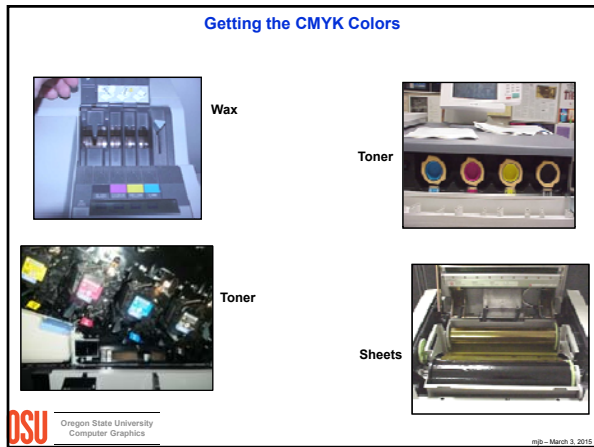 Getting the CMYK Colors
Wax
Toner
Toner
Sheets
OSU
Oregon State University
Computer Graphics
mjb – March 3, 2015